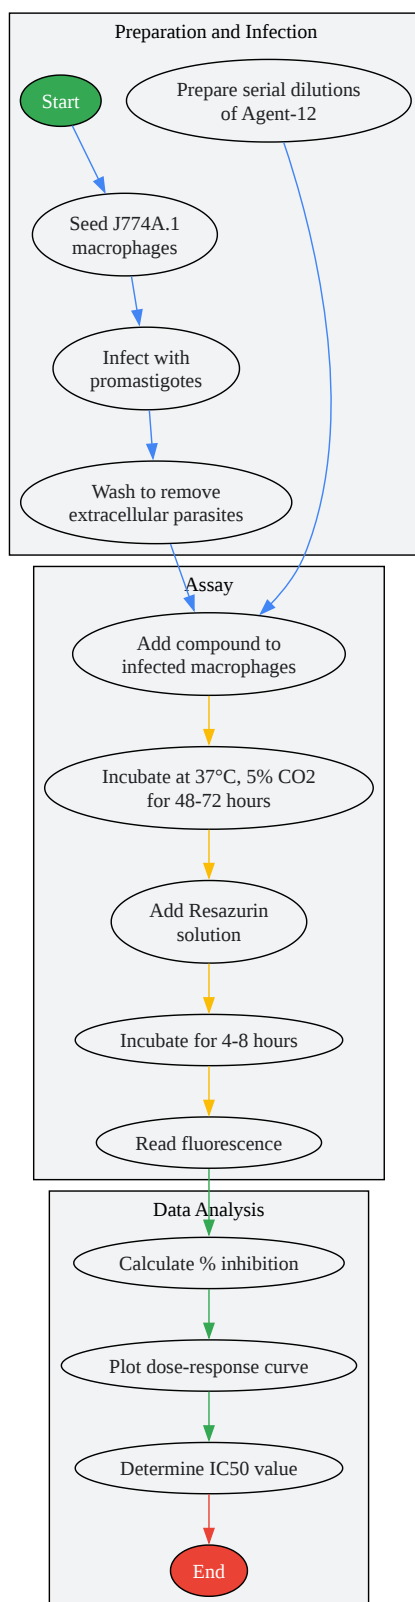 Preparation and Infection
Start
Prepare serial dilutions
of Agent-12
Seed J774A.1
macrophages
Infect with
promastigotes
Wash to remove
extracellular parasites
Assay
Add compound to
infected macrophages
Incubate at 37°C, 5% CO2
for 48-72 hours
Add Resazurin
solution
Incubate for 4-8 hours
Read fluorescence
Data Analysis
Calculate % inhibition
Plot dose-response curve
Determine IC50 value
End